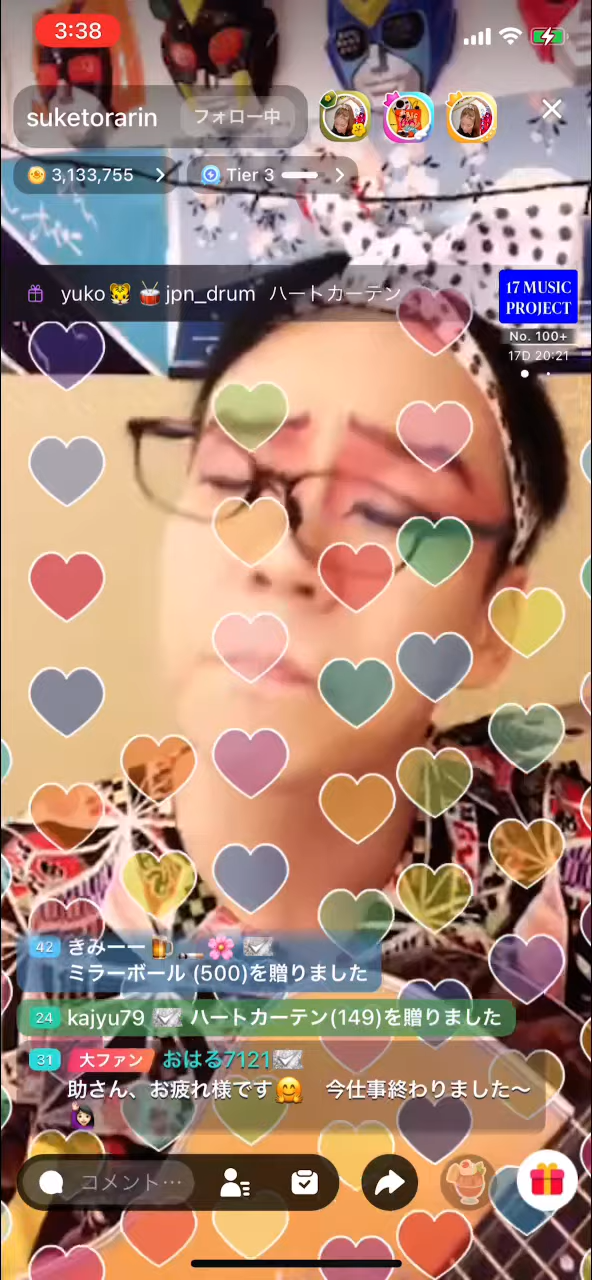 3:38
suketorarin フォロー中
3,133,755
Tier 3
yuko🐯 🥁jpn_drum ハートカーテン
17 MUSIC
PROJECT
No. 100+
17D 20:21
42 きみーー🍺🚬🌸
ミラーボール (500)を贈りました
24 kajyu79 ハートカーテン(149)を贈りました
31 大ファン おはる7121
助さん、お疲れ様です🤗 今仕事終わりました〜
🙋🏻‍♀️
コメント…